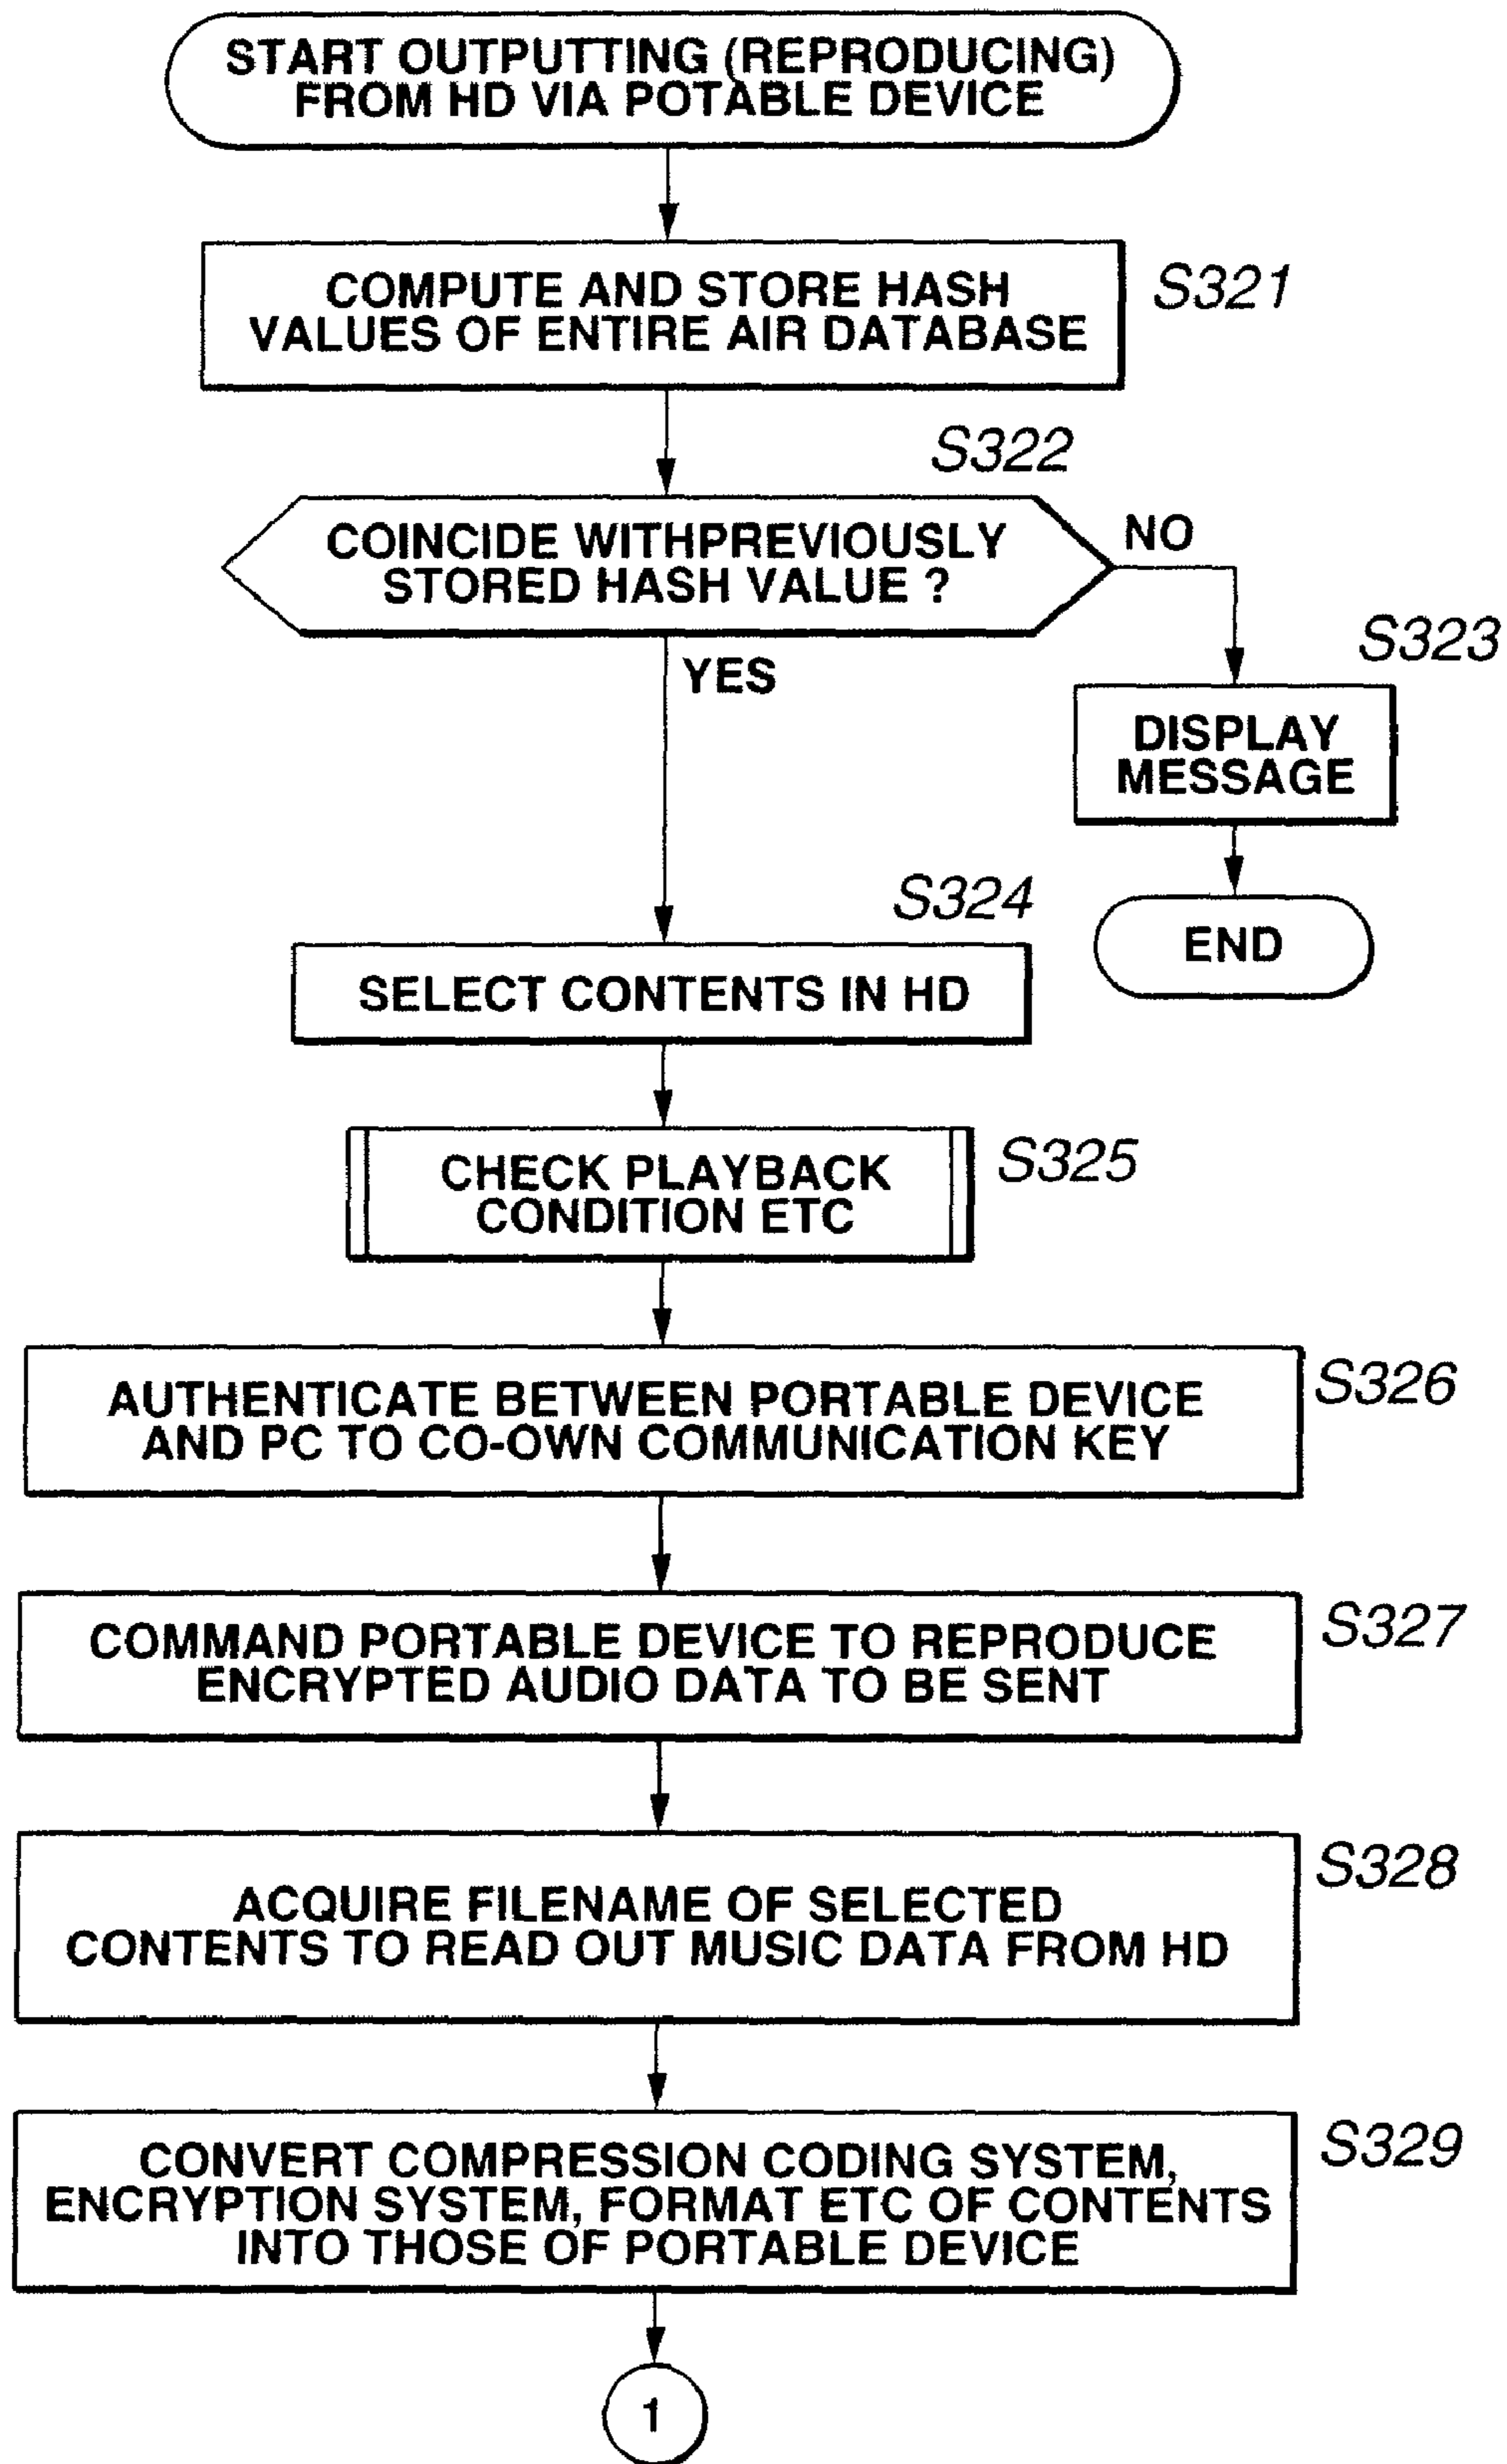 START OUTPUTTING (REPRODUCING)
FROM HD VIA POTABLE DEVICE
COMPUTE AND STORE HASH
VALUES OF ENTIRE AIR DATABASE
S321
S322
COINCIDE WITHPREVIOUSLY
STORED HASH VALUE ?
NO
YES
S323
DISPLAY
MESSAGE
END
S324
SELECT CONTENTS IN HD
CHECK PLAYBACK
CONDITION ETC
S325
AUTHENTICATE BETWEEN PORTABLE DEVICE
AND PC TO CO-OWN COMMUNICATION KEY
S326
COMMAND PORTABLE DEVICE TO REPRODUCE
ENCRYPTED AUDIO DATA TO BE SENT
S327
ACQUIRE FILENAME OF SELECTED
CONTENTS TO READ OUT MUSIC DATA FROM HD
S328
CONVERT COMPRESSION CODING SYSTEM,
ENCRYPTION SYSTEM, FORMAT ETC OF CONTENTS
INTO THOSE OF PORTABLE DEVICE
S329
1